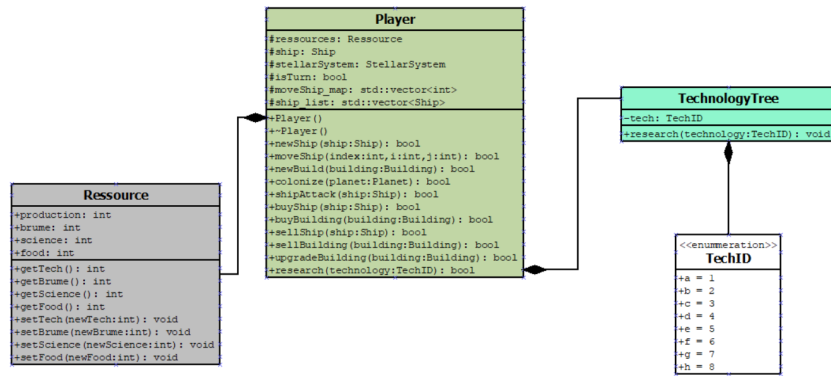 Player
#ressources: Ressource
#ship: Ship
#stellarSystem: StellarSystem
#isTurn: bool
#moveShip_map: std::vector<int>
#ship_list: std::vector<Ship>
+Player()
+~Player()
+newShip(ship:Ship): bool
+moveShip(index:int,i:int,j:int): bool
+newBuild(building:Building): bool
+colonize(planet:Planet): bool
+shipAttack(ship:Ship): bool
+buyShip(ship:Ship): bool
+buyBuilding(building:Building): bool
+sellShip(ship:Ship): bool
+sellBuilding(building:Building): bool
+upgradeBuilding(building:Building): bool
+research(technology:TechID): bool
TechnologyTree
-tech: TechID
+research(technology:TechID): void
Ressource
+production: int
+brume: int
+science: int
+food: int
+getTech(): int
+getBrume(): int
+getScience(): int
+getFood(): int
+setTech(newTech:int): void
+setBrume(newBrume:int): void
+setScience(newScience:int): void
+setFood(newFood:int): void
<<enummeration>>
TechID
+a = 1
+b = 2
+c = 3
+d = 4
+e = 5
+f = 6
+g = 7
+h = 8